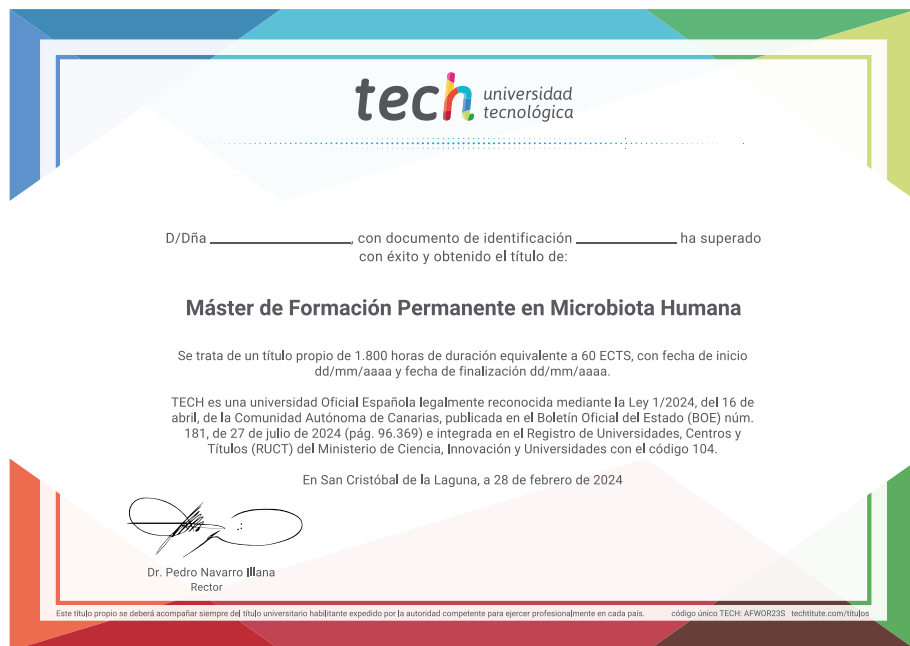 tech universidad
tecnológica
D/Dña ______________, con documento de identificación __________ ha superado
con éxito y obtenido el título de:
Máster de Formación Permanente en Microbiota Humana
Se trata de un título propio de 1.800 horas de duración equivalente a 60 ECTS, con fecha de inicio
dd/mm/aaaa y fecha de finalización dd/mm/aaaa.
TECH es una universidad Oficial Española legalmente reconocida mediante la Ley 1/2024, del 16 de
abril, de la Comunidad Autónoma de Canarias, publicada en el Boletín Oficial del Estado (BOE) núm.
181, de 27 de julio de 2024 (pág. 96.369) e integrada en el Registro de Universidades, Centros y
Títulos (RUCT) del Ministerio de Ciencia, Innovación y Universidades con el código 104.
En San Cristóbal de la Laguna, a 28 de febrero de 2024
Dr. Pedro Navarro Illana
Rector
Este título propio se deberá acompañar siempre del título universitario habilitante expedido por la autoridad competente para ejercer profesionalmente en cada país. código único TECH: AFWOR23S techtitute.com/titulos